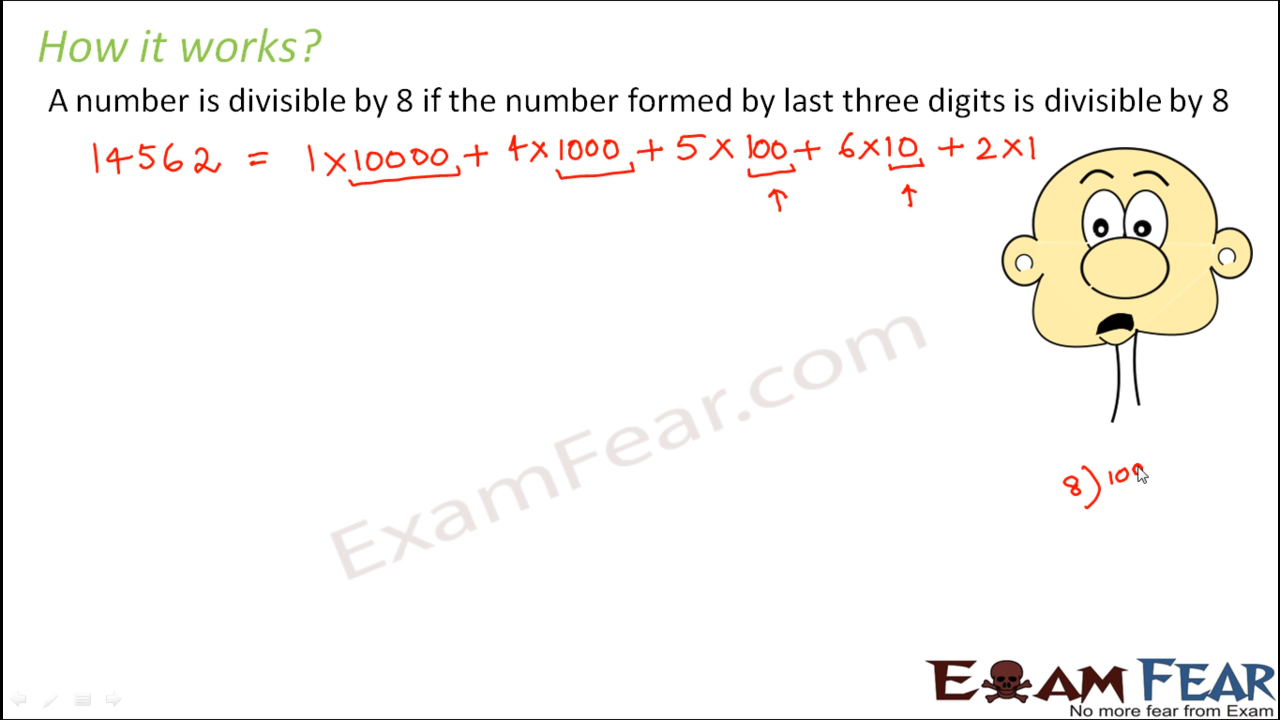 How it works?
A number is divisible by 8 if the number formed by last three digits is divisible by 8
14562 = 1×10000 + 4×1000 + 5×100 + 6×10 + 2×1
ExamFear.com
8)100
EXAM FEAR
No more fear from Exam